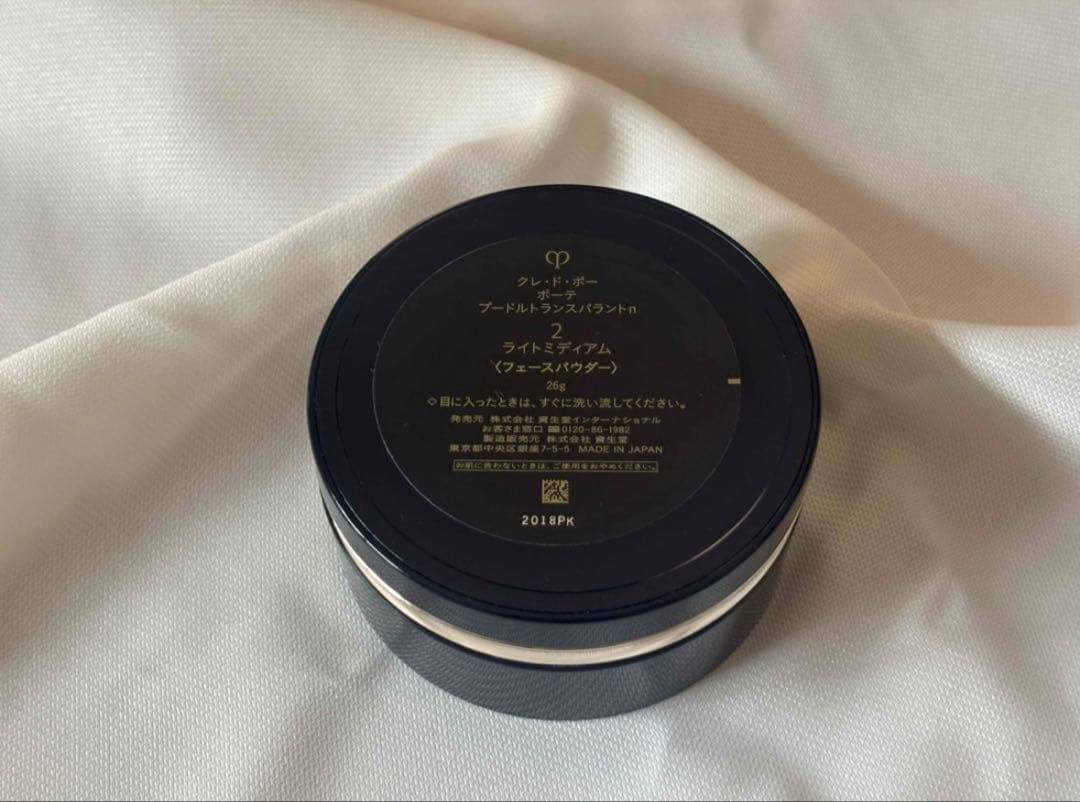 クレ・ド・ポー
ボーテ
プードルトランスパラントn
2
ライトミディアム
〈フェースパウダー〉
26g
◇目に入ったときは、すぐに洗い流してください。
発売元 株式会社 資生堂インターナショナル
お客さま窓口 0120-86-1982
製造販売元 株式会社 資生堂
東京都中央区銀座7-5-5 MADE IN JAPAN
お肌に合わないときは、ご使用をおやめください。
2018PK